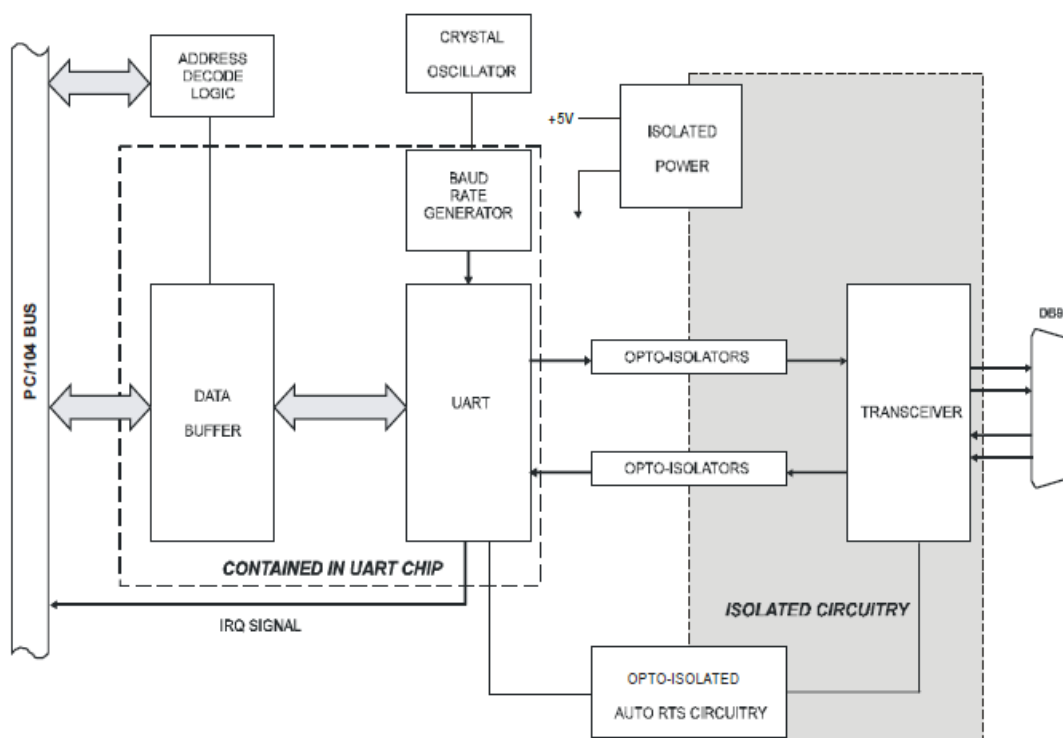 ADDRESS
DECODE
LOGIC
CRYSTAL
OSCILLATOR
+5V
ISOLATED
POWER
BAUD
RATE
GENERATOR
PC/104 BUS
DATA
BUFFER
UART
OPTO-ISOLATORS
OPTO-ISOLATORS
TRANSCEIVER
DB9
CONTAINED IN UART CHIP
IRQ SIGNAL
ISOLATED CIRCUITRY
OPTO-ISOLATED
AUTO RTS CIRCUITRY